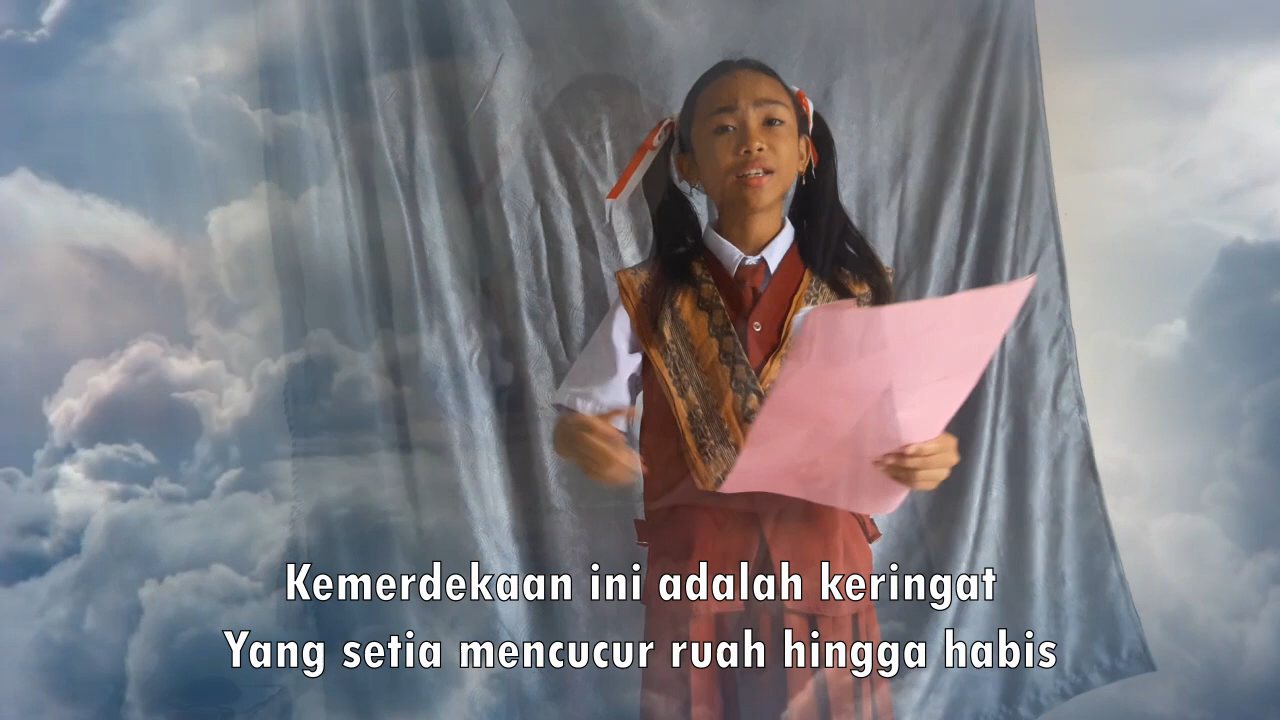 Kemerdekaan ini adalah keringat
Yang setia mencucur ruah hingga habis